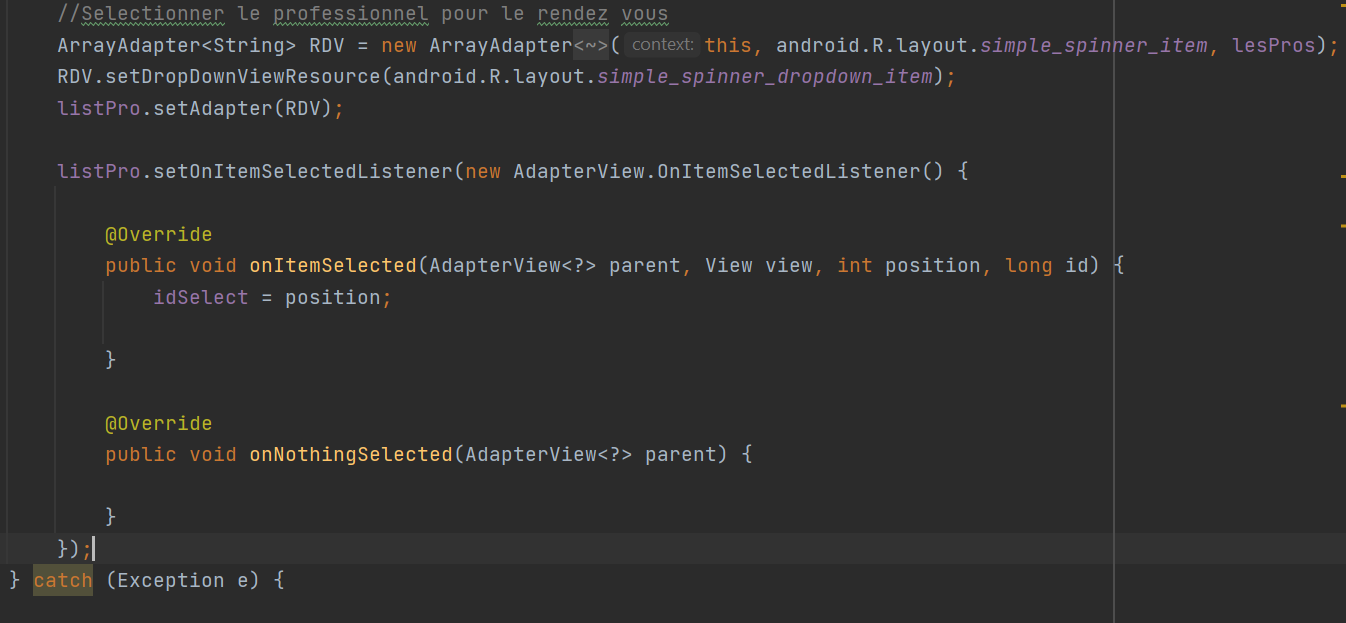 //Selectionner le professionnel pour le rendez vous
ArrayAdapter<String> RDV = new ArrayAdapter<~>( context: this, android.R.layout.simple_spinner_item, lesPros);
RDV.setDropDownViewResource(android.R.layout.simple_spinner_dropdown_item);
listPro.setAdapter(RDV);
listPro.setOnItemSelectedListener(new AdapterView.OnItemSelectedListener() {
@Override
public void onItemSelected(AdapterView<?> parent, View view, int position, long id) {
idSelect = position;
}
@Override
public void onNothingSelected(AdapterView<?> parent) {
}
});
} catch (Exception e) {